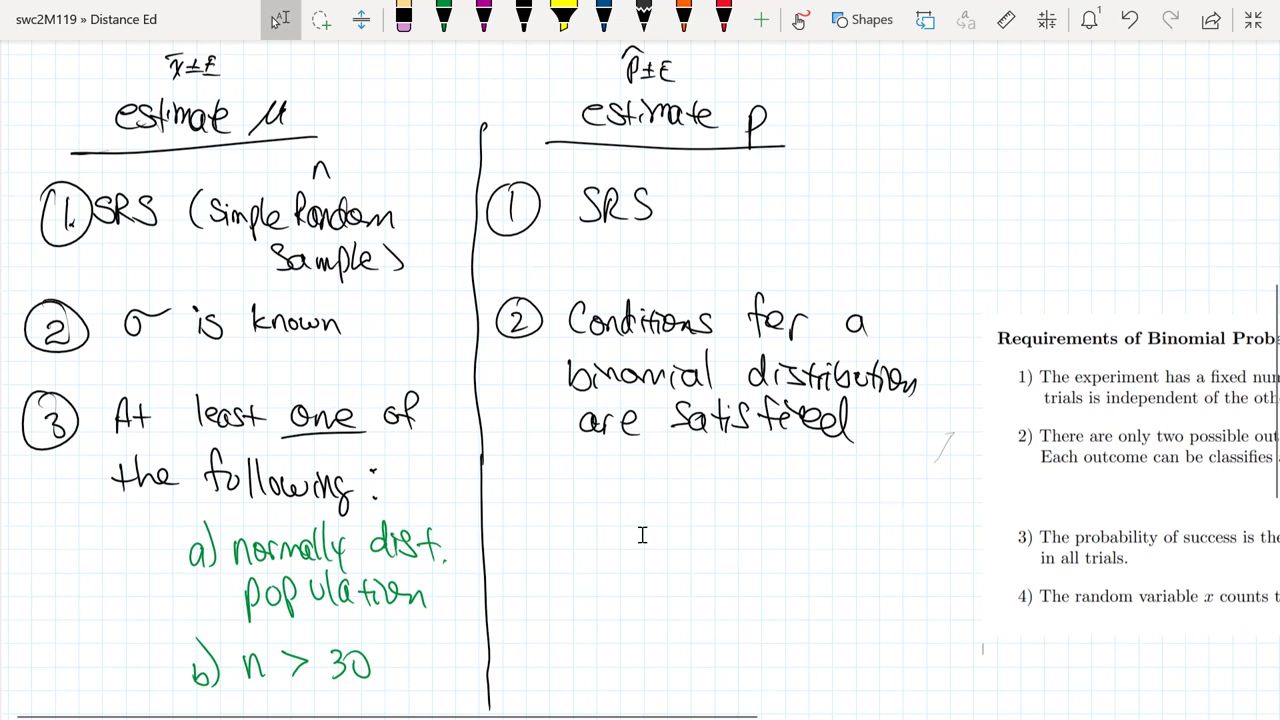 swc2M119 » Distance Ed
Shapes
x̄±E
estimate μ
n
1. SRS (Simple Random
Sample)
2 σ is known
3 At least one of
the following:
a) normally dist.
population
b) n > 30
p̂±E
estimate p
1 SRS
2 Conditions for a
binomial distribution
are satisfied
Requirements of Binomial Prob
1) The experiment has a fixed num
trials is independent of the oth
2) There are only two possible out
Each outcome can be classifies
3) The probability of success is the
in all trials.
4) The random variable x counts t